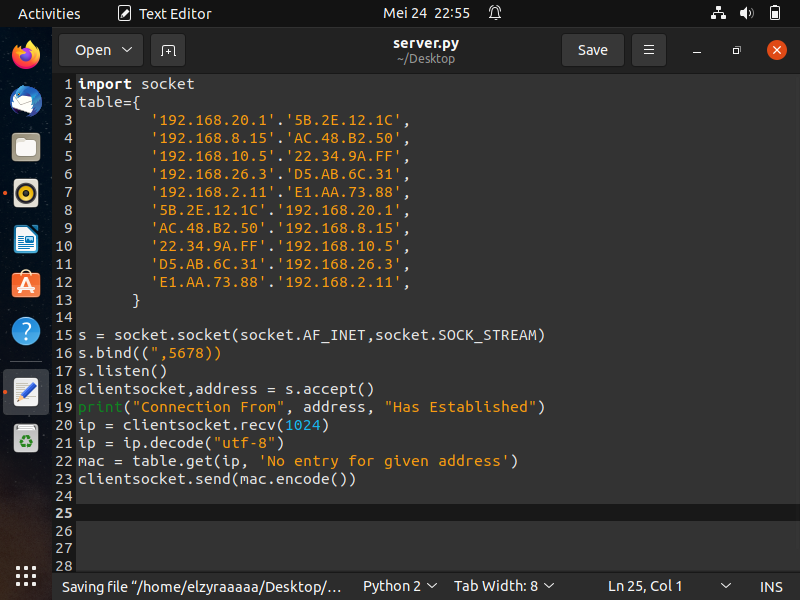 Activities
Text Editor
Mei 24 22:55
Open
server.py
~/Desktop
Save
1 import socket
2 table={
3 '192.168.20.1'.'5B.2E.12.1C',
4 '192.168.8.15'.'AC.48.B2.50',
5 '192.168.10.5'.'22.34.9A.FF',
6 '192.168.26.3'.'D5.AB.6C.31',
7 '192.168.2.11'.'E1.AA.73.88',
8 '5B.2E.12.1C'.'192.168.20.1',
9 'AC.48.B2.50'.'192.168.8.15',
10 '22.34.9A.FF'.'192.168.10.5',
11 'D5.AB.6C.31'.'192.168.26.3',
12 'E1.AA.73.88'.'192.168.2.11',
13 }
14
15 s = socket.socket(socket.AF_INET,socket.SOCK_STREAM)
16 s.bind((",5678))
17 s.listen()
18 clientsocket,address = s.accept()
19 print("Connection From", address, "Has Established")
20 ip = clientsocket.recv(1024)
21 ip = ip.decode("utf-8")
22 mac = table.get(ip, 'No entry for given address')
23 clientsocket.send(mac.encode())
24
25
26
27
28
Saving file “/home/elzyraaaaa/Desktop/...
Python 2
Tab Width: 8
Ln 25, Col 1
INS